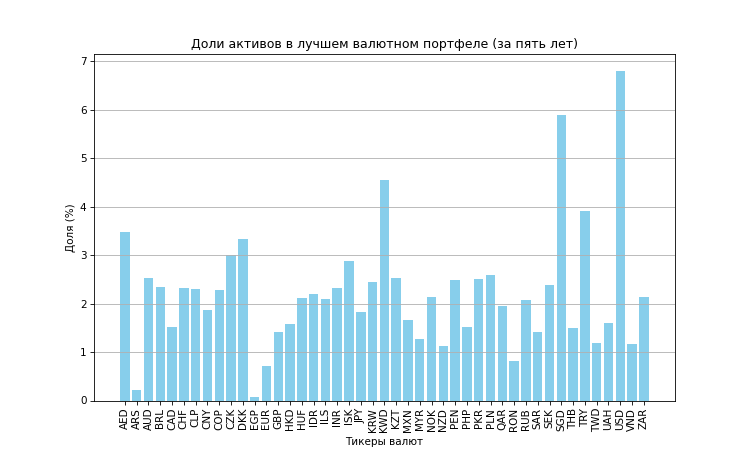 Доли активов в лучшем валютном портфеле (за пять лет)
7
6
5
4
3
2
1
0
Доля (%)
AED ARS AUD BRL CAD CHF CLP CNY COP CZK DKK EGP EUR GBP HKD HUF IDR ILS INR ISK JPY KRW KWD KZT MXN MYR NOK NZD PEN PHP PKR PLN QAR RON RUB SAR SEK SGD THB TRY TWD UAH USD VND ZAR
Тикеры валют